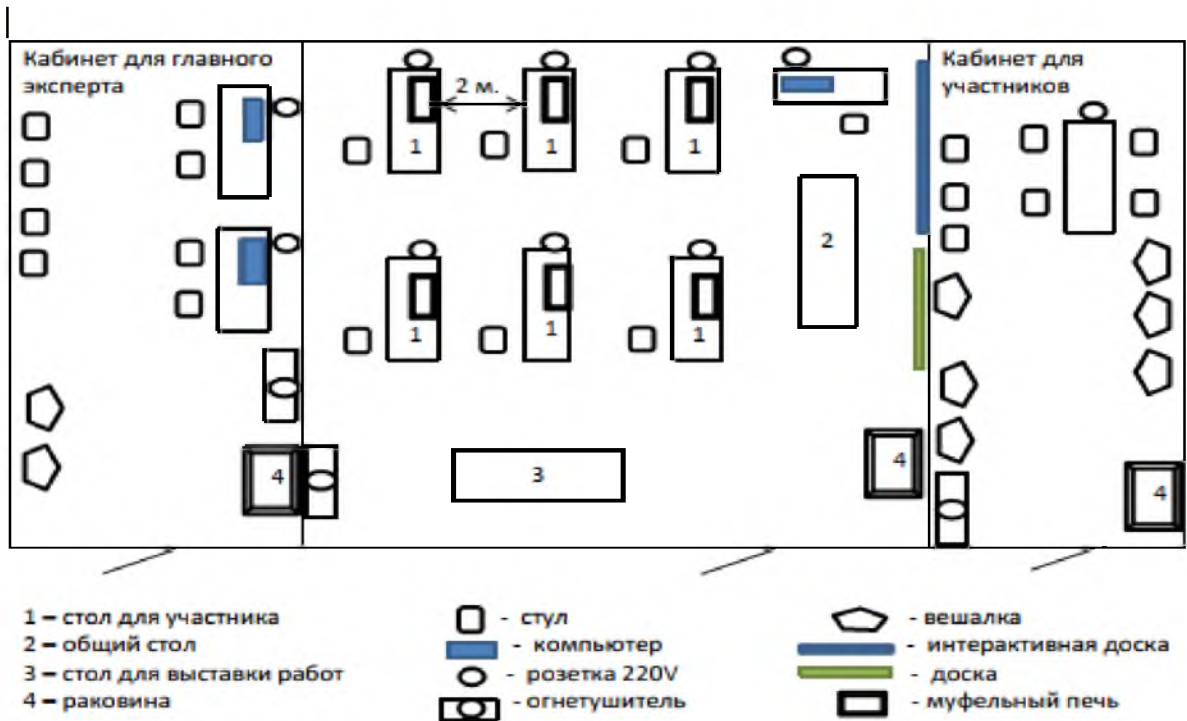 Кабинет для главного
эксперта
2 м.
Кабинет для
участников
1
1
1
2
1
1
1
4
3
4
4
1 – стол для участника
2 – общий стол
3 – стол для выставки работ
4 – раковина
- стул
- компьютер
- розетка 220V
- огнетушитель
- вешалка
- интерактивная доска
- доска
- муфельный печь